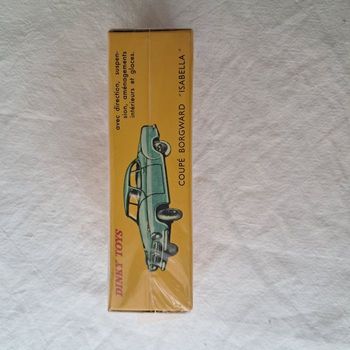 DINKY TOYS
avec direction, suspen-
sion, aménagements
intérieurs et glaces.
COUPÉ BORGWARD "ISABELLA"